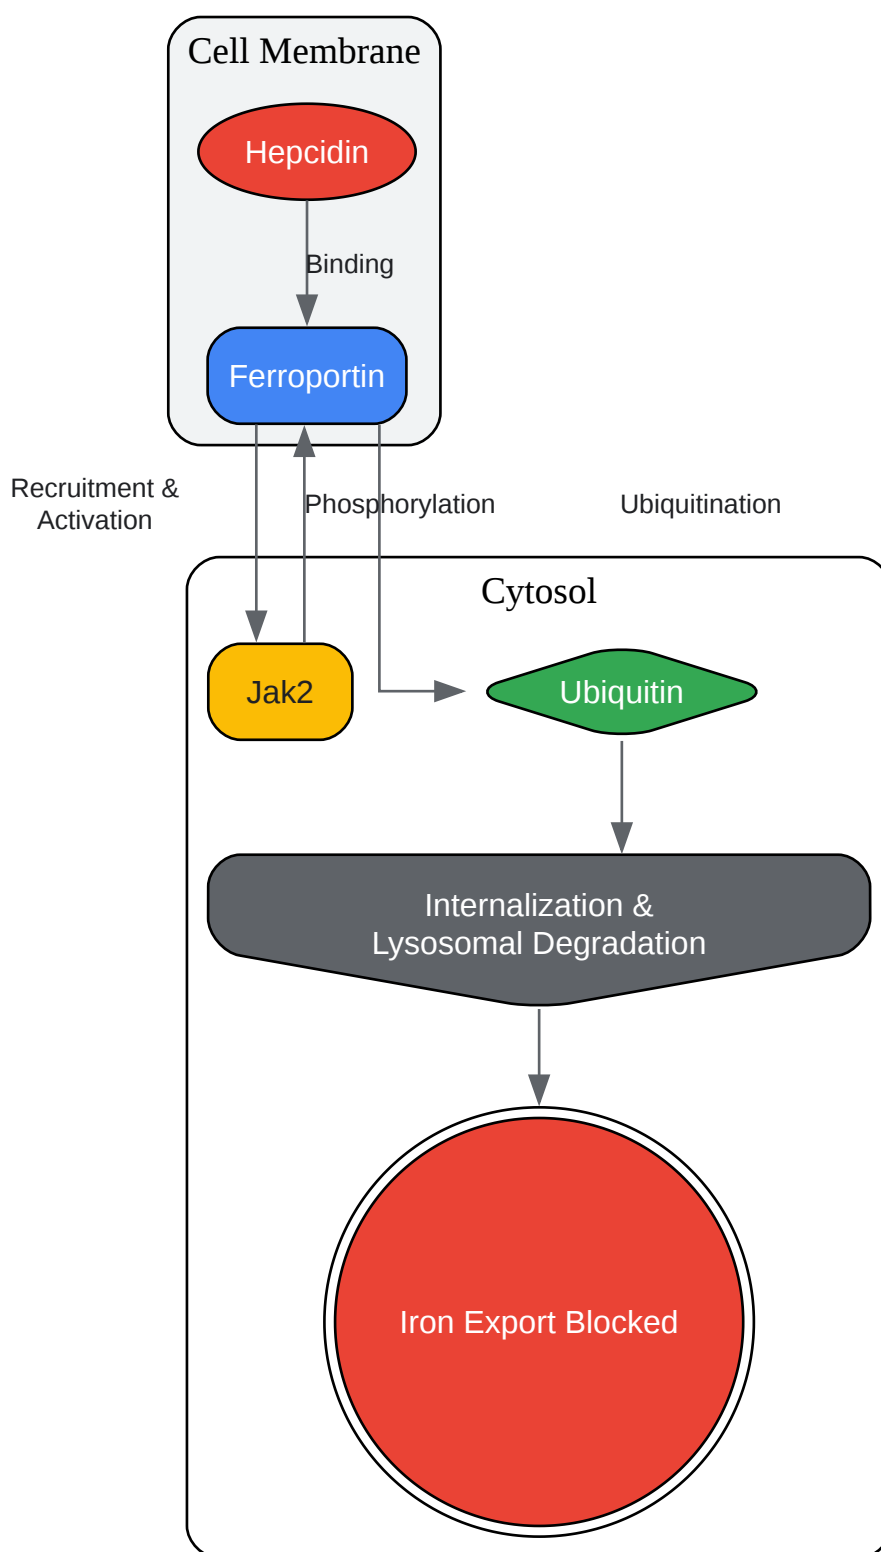 Cell Membrane
Hepcidin
Binding
Ferroportin
Recruitment &
Activation
Phosphorylation
Ubiquitination
Cytosol
Jak2
Ubiquitin
Internalization &
Lysosomal Degradation
Iron Export Blocked